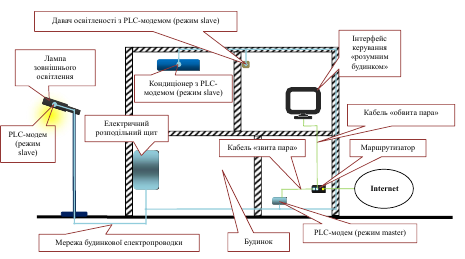 Давач освітленості з PLC-модемом (режим slave)
Інтерфейс
керування
«розумним
будинком»
Лампа
зовнішнього
освітлення
Кондиціонер з PLC-
модемом (режим slave)
Кабель «обвита пара»
Електричний
розподільний щит
PLC-модем
(режим
slave)
Кабель «звита пара»
Маршрутизатор
Internet
PLC-модем (режим master)
Мережа будинкової електропроводки
Будинок